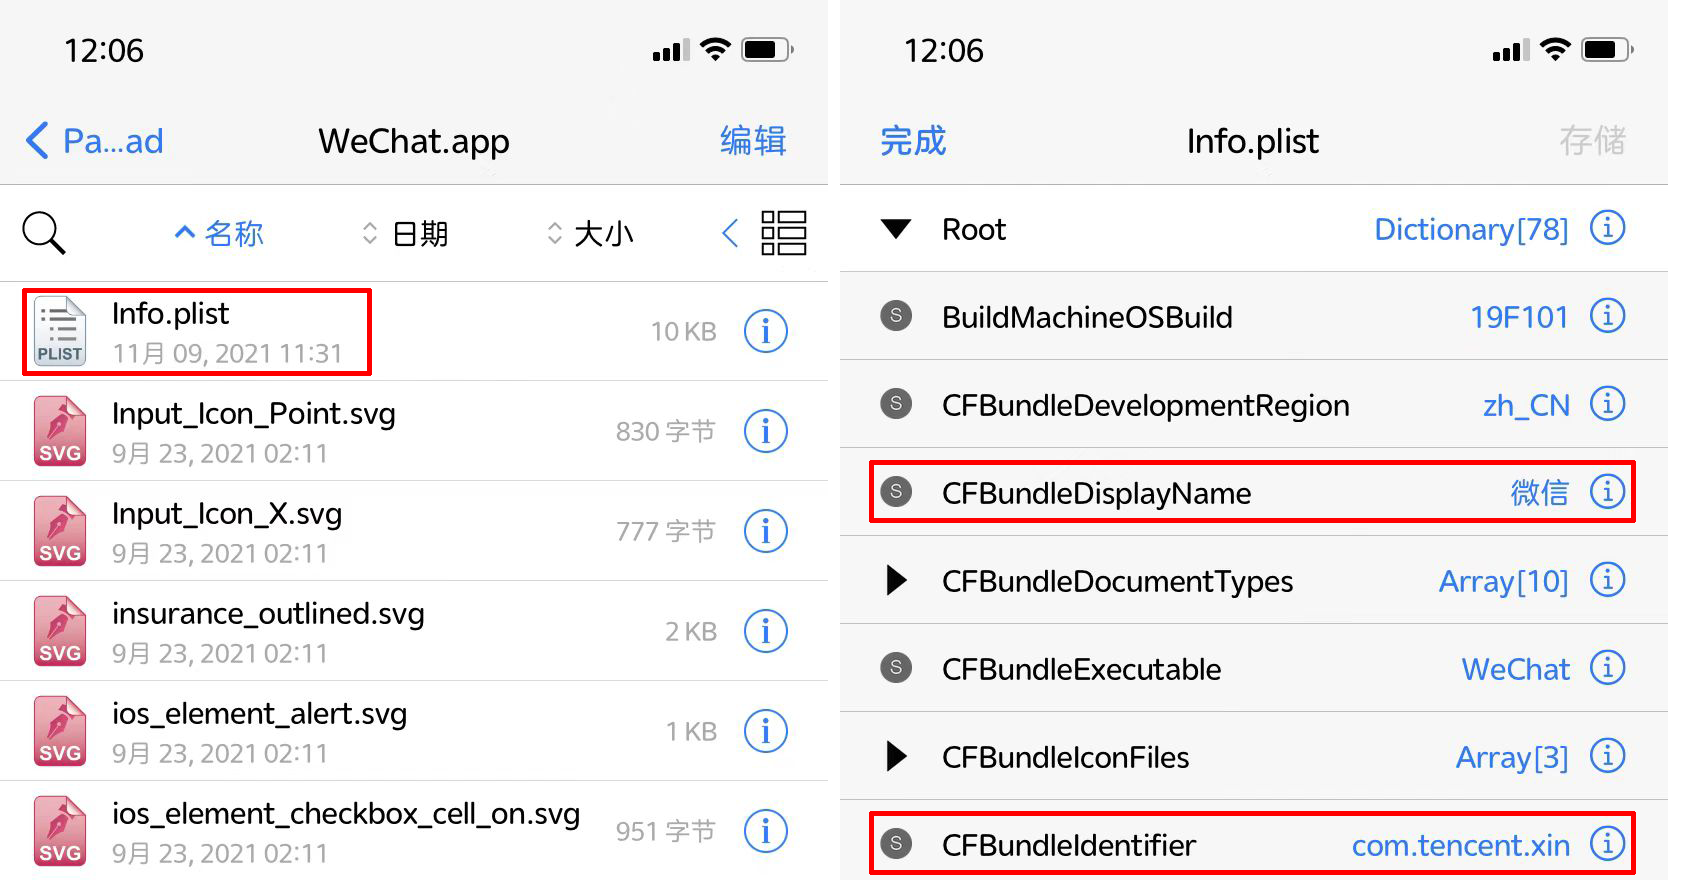 12:06
Pa...ad
WeChat.app
编辑
名称
日期
大小
PLIST
Info.plist
11月 09, 2021 11:31
10 KB
SVG
Input_Icon_Point.svg
9月 23, 2021 02:11
830 字节
SVG
Input_Icon_X.svg
9月 23, 2021 02:11
777 字节
SVG
insurance_outlined.svg
9月 23, 2021 02:11
2 KB
SVG
ios_element_alert.svg
9月 23, 2021 02:11
1 KB
SVG
ios_element_checkbox_cell_on.svg
9月 23, 2021 02:11
951 字节
12:06
完成
Info.plist
存储
Root
Dictionary[78]
S
BuildMachineOSBuild
19F101
S
CFBundleDevelopmentRegion
zh_CN
S
CFBundleDisplayName
微信
CFBundleDocumentTypes
Array[10]
S
CFBundleExecutable
WeChat
CFBundleIconFiles
Array[3]
S
CFBundleIdentifier
com.tencent.xin